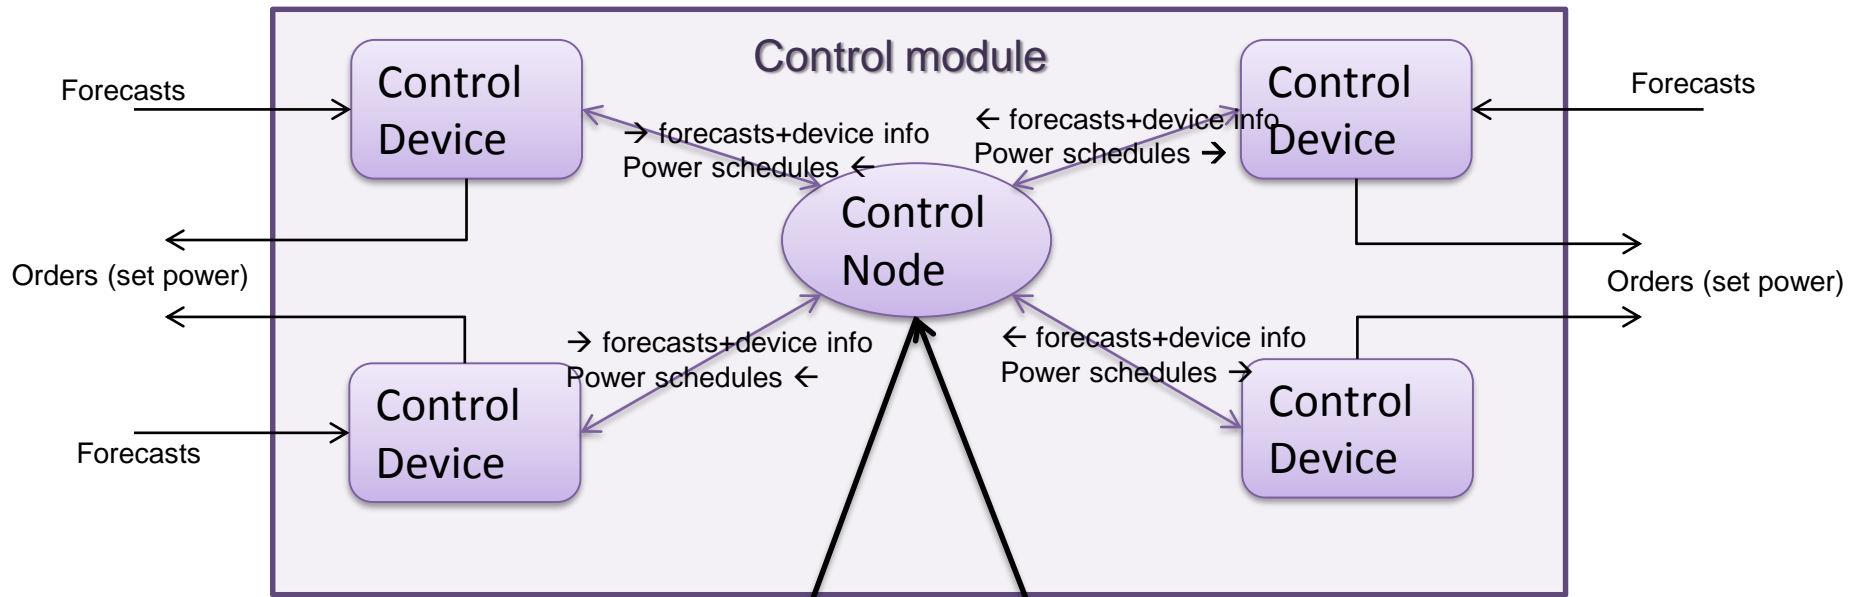 Control module
Forecasts
Control
Device
→ forecasts+device info
Power schedules ←
← forecasts+device info
Power schedules →
Control
Device
Forecasts
Control
Node
Orders (set power)
Orders (set power)
→ forecasts+device info
Power schedules ←
← forecasts+device info
Power schedules →
Control
Device
Forecasts
Control
Device